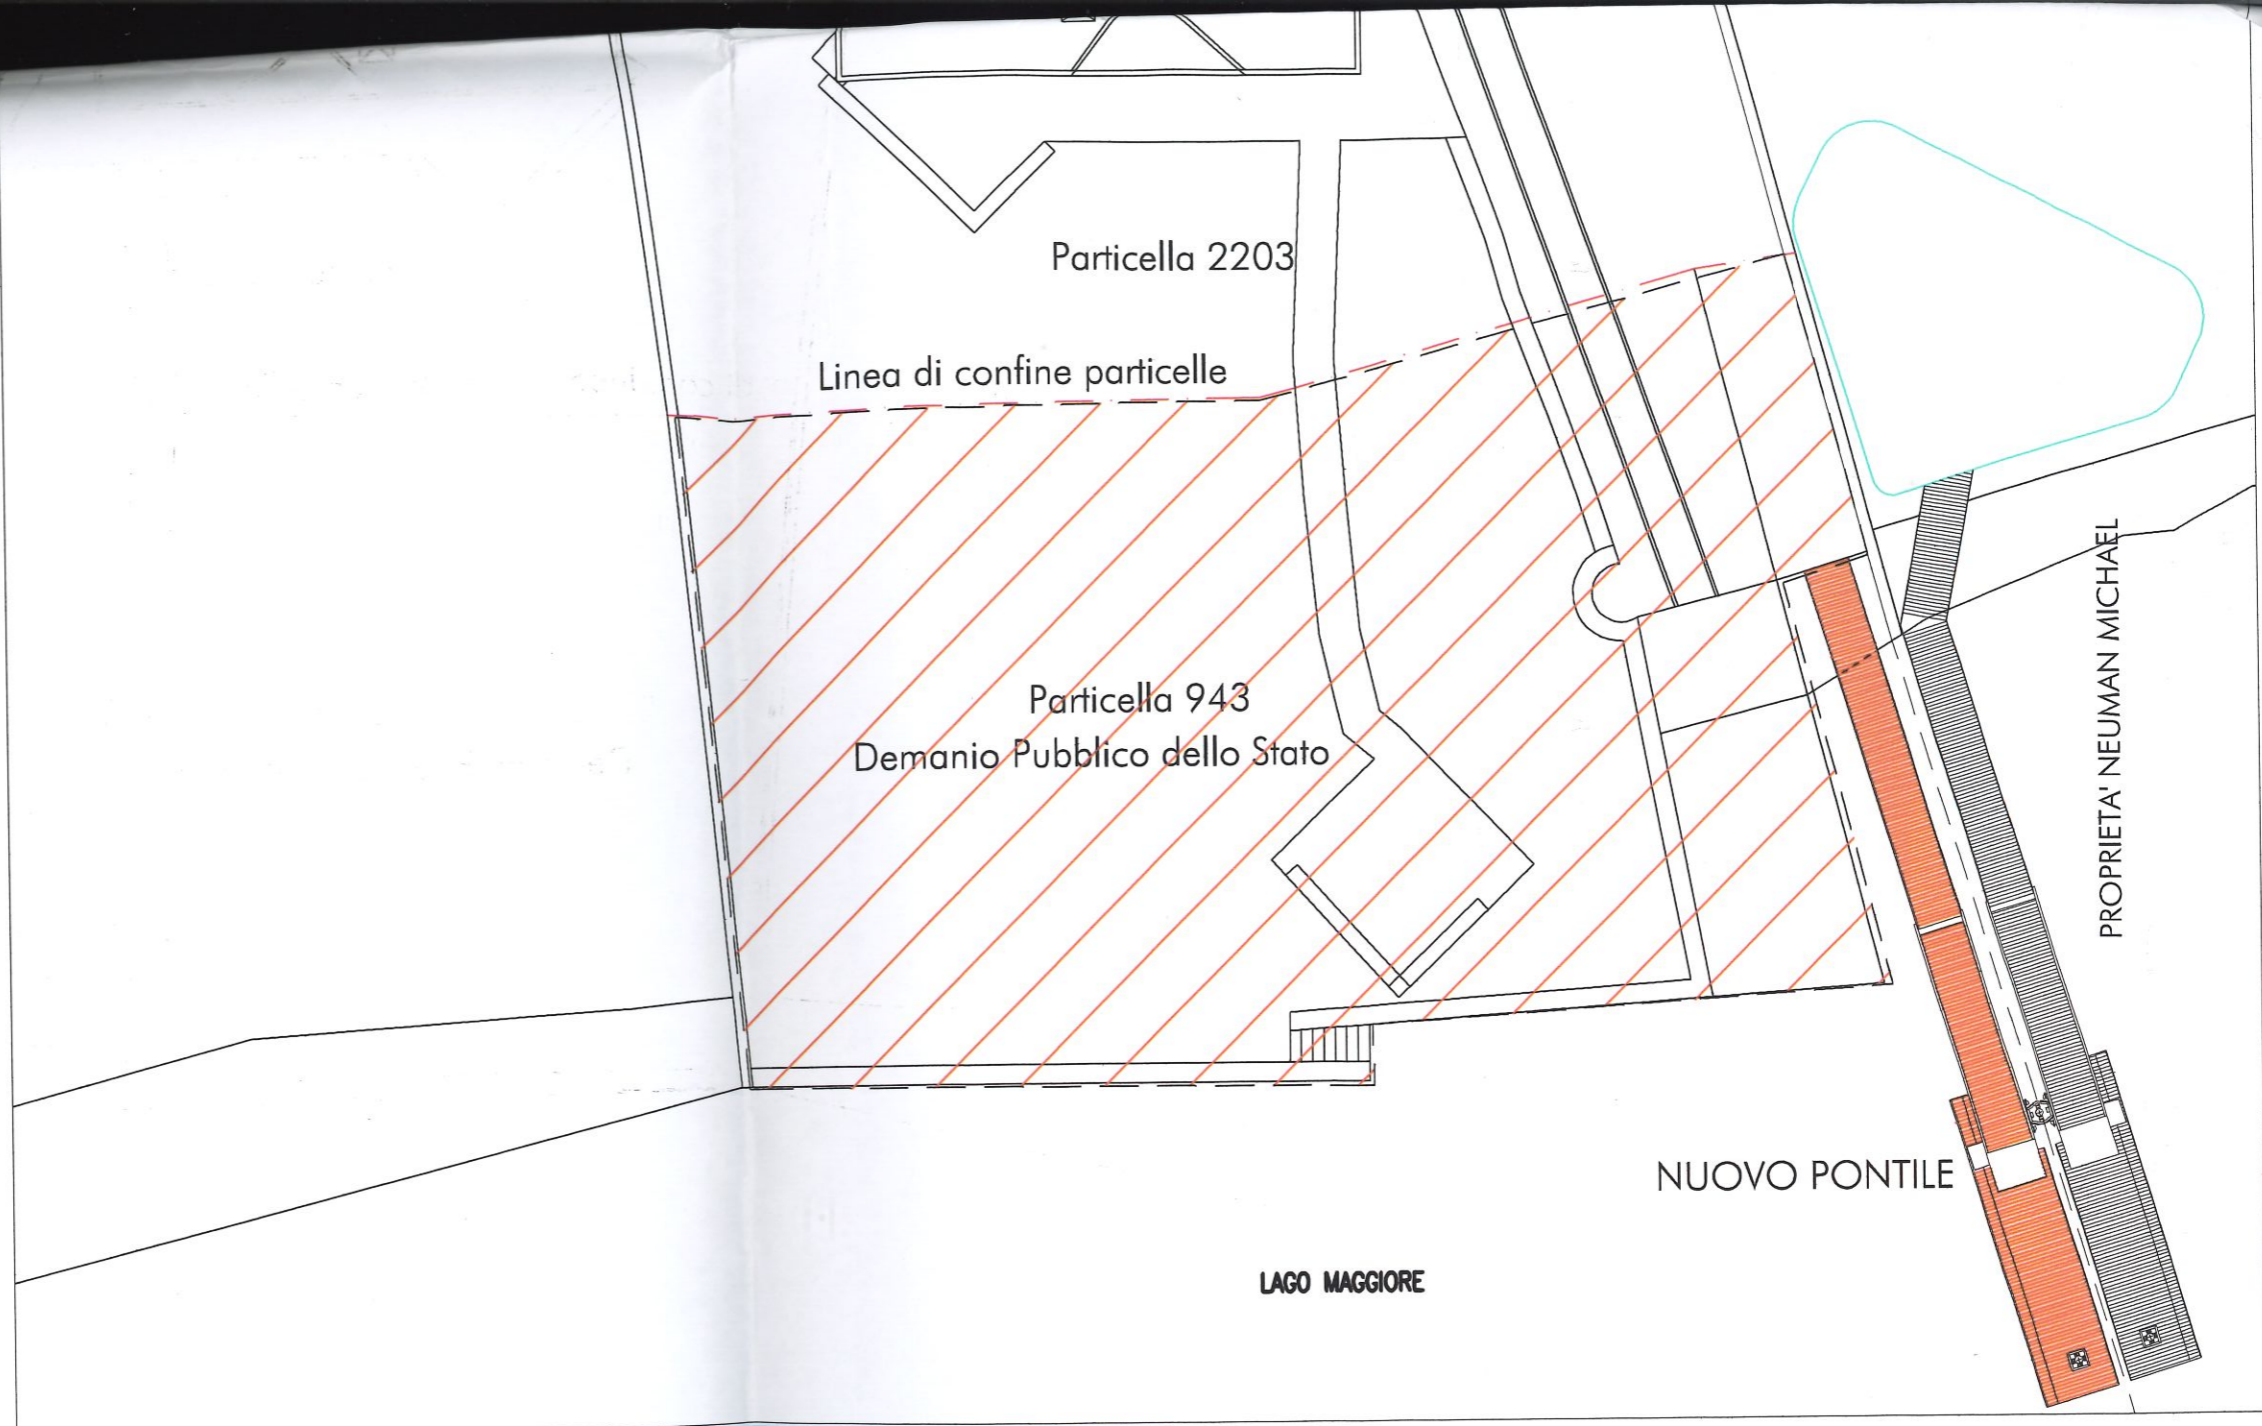 Particella 2203
Linea di confine particelle
Particella 943
Demanio Pubblico dello Stato
PROPRIETA' NEUMAN MICHAEL
NUOVO PONTILE
LAGO MAGGIORE